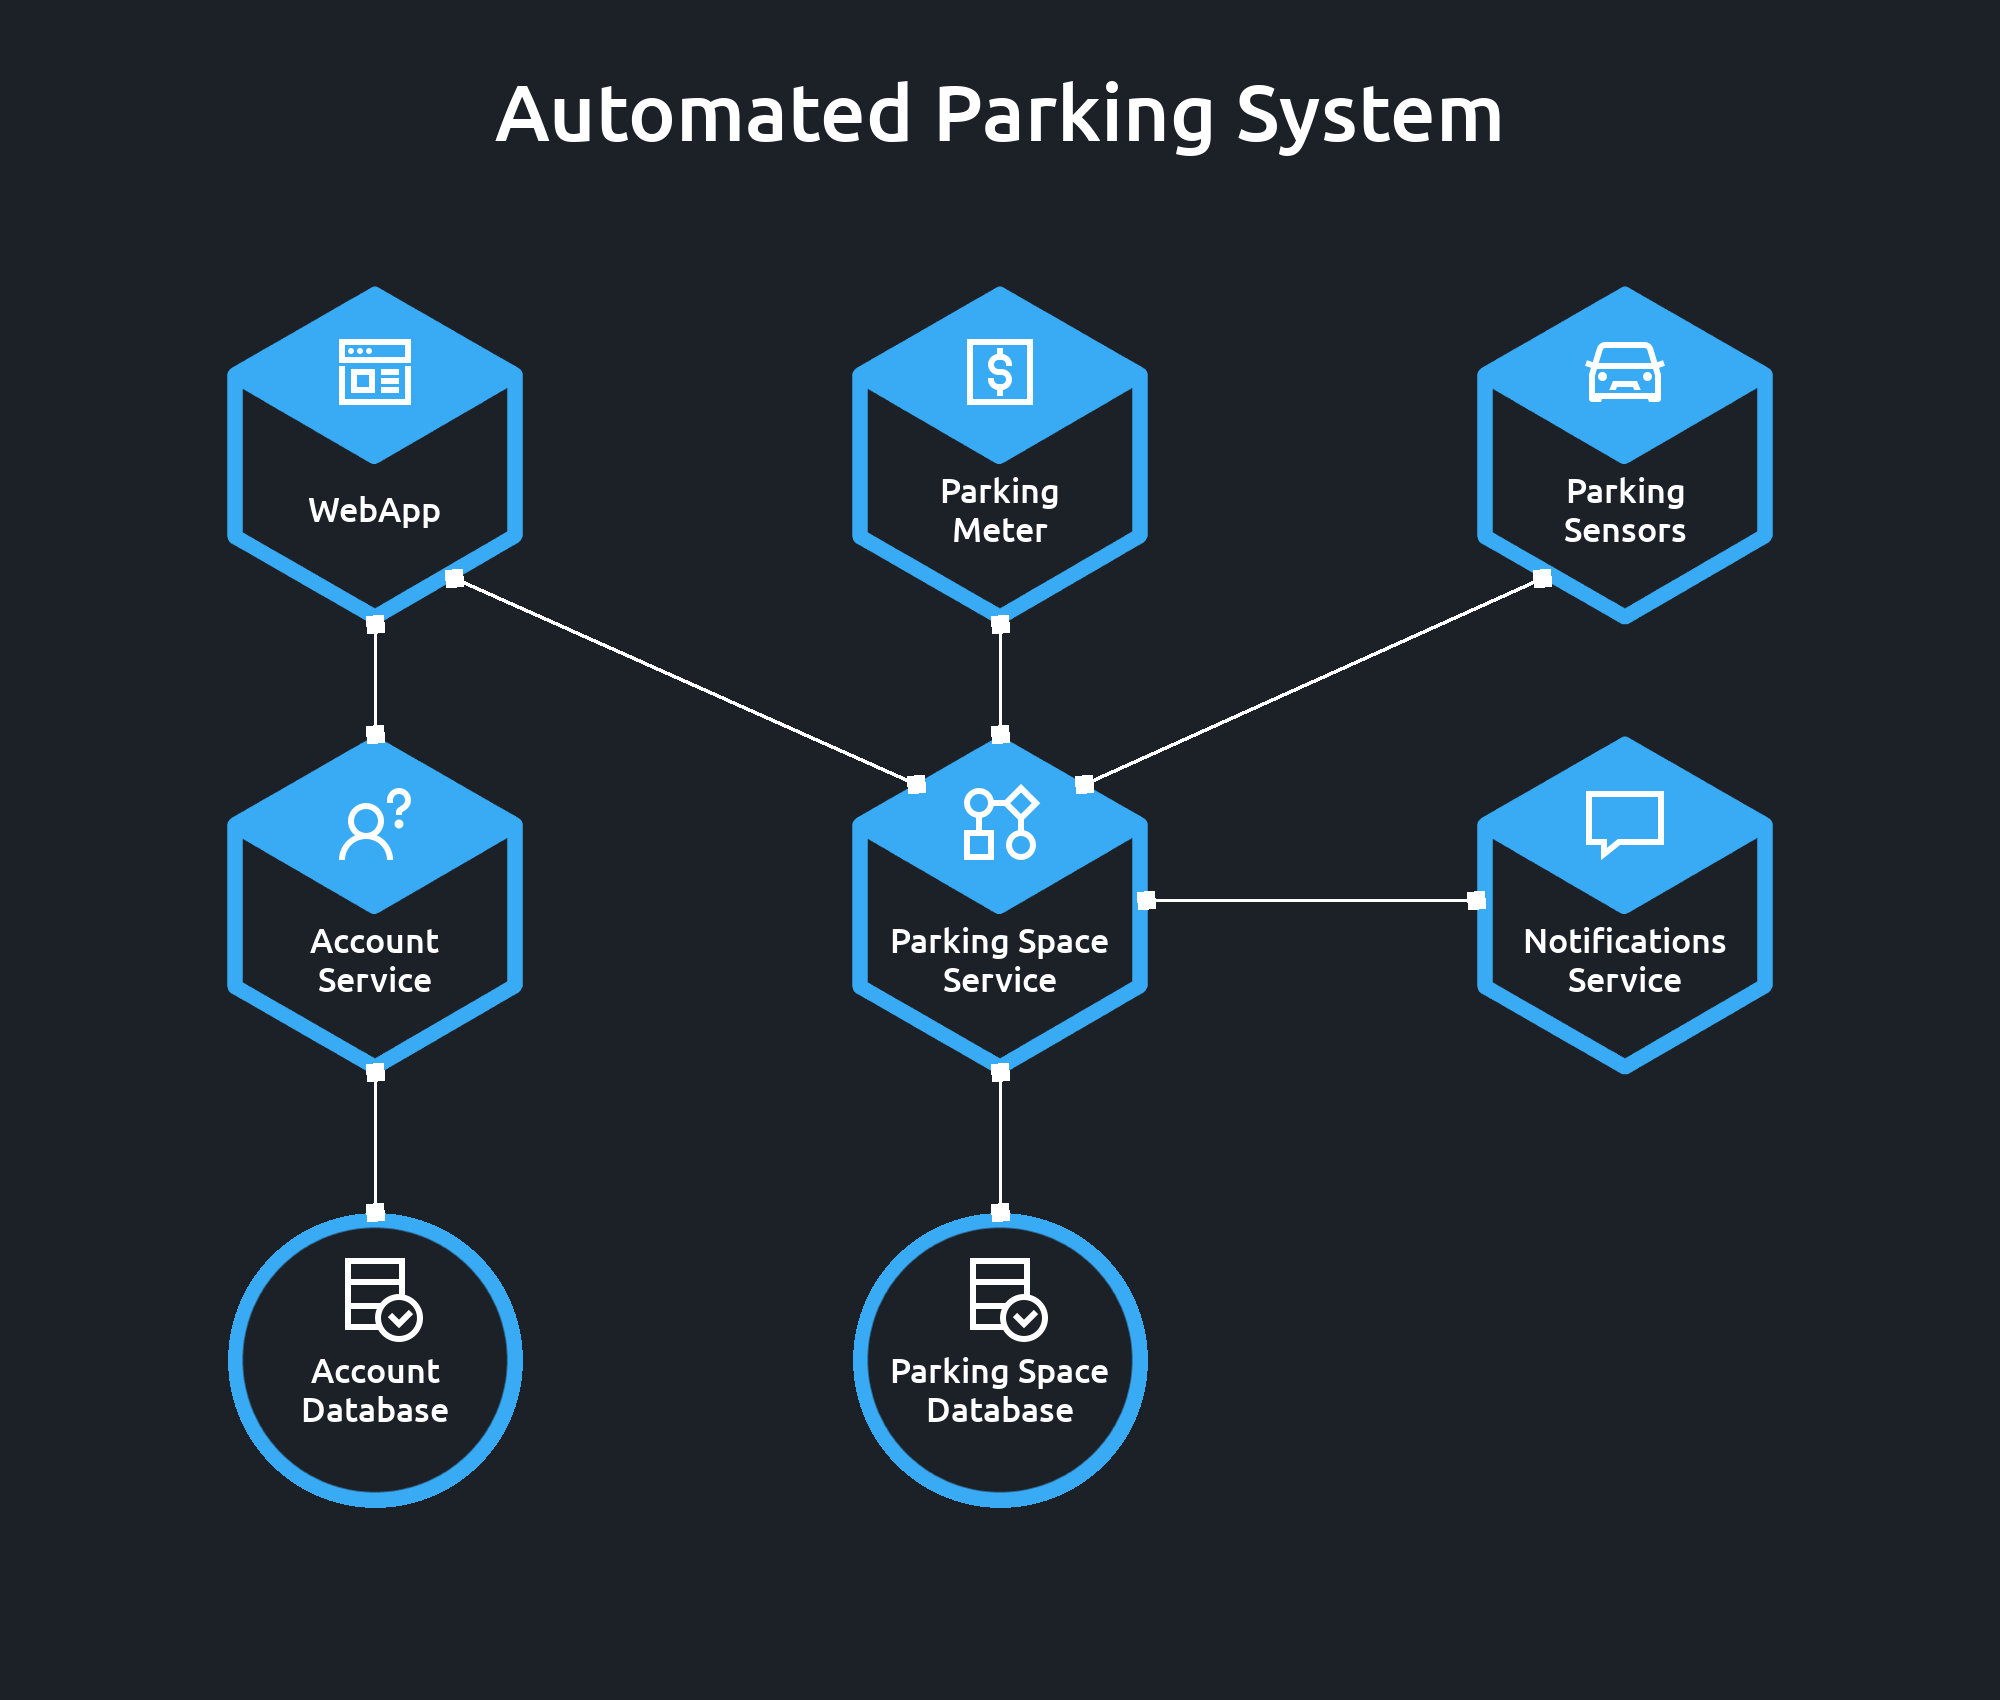 Automated Parking System
WebApp
Parking
Meter
Parking
Sensors
Account
Service
Parking Space
Service
Notifications
Service
Account
Database
Parking Space
Database